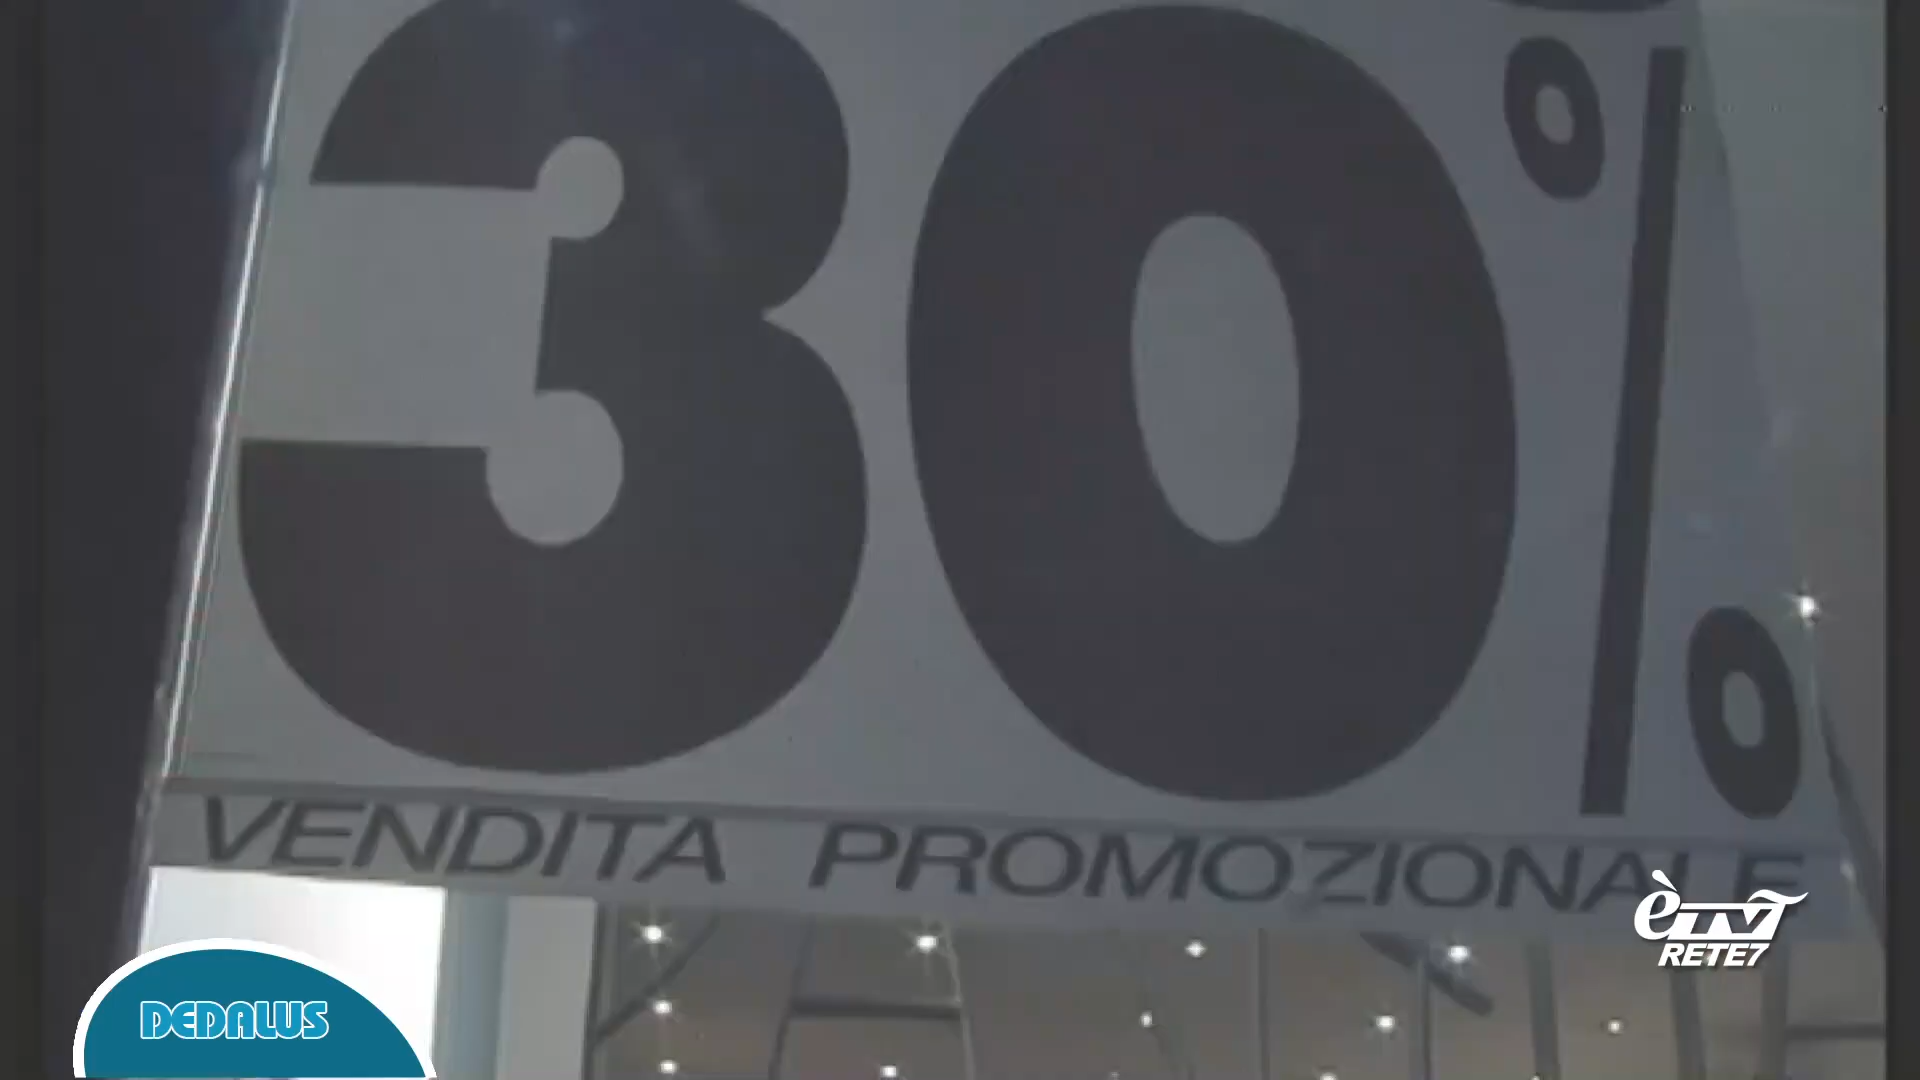 30%
VENDITA PROMOZIONALE
èTV
RETE7
DEDALUS